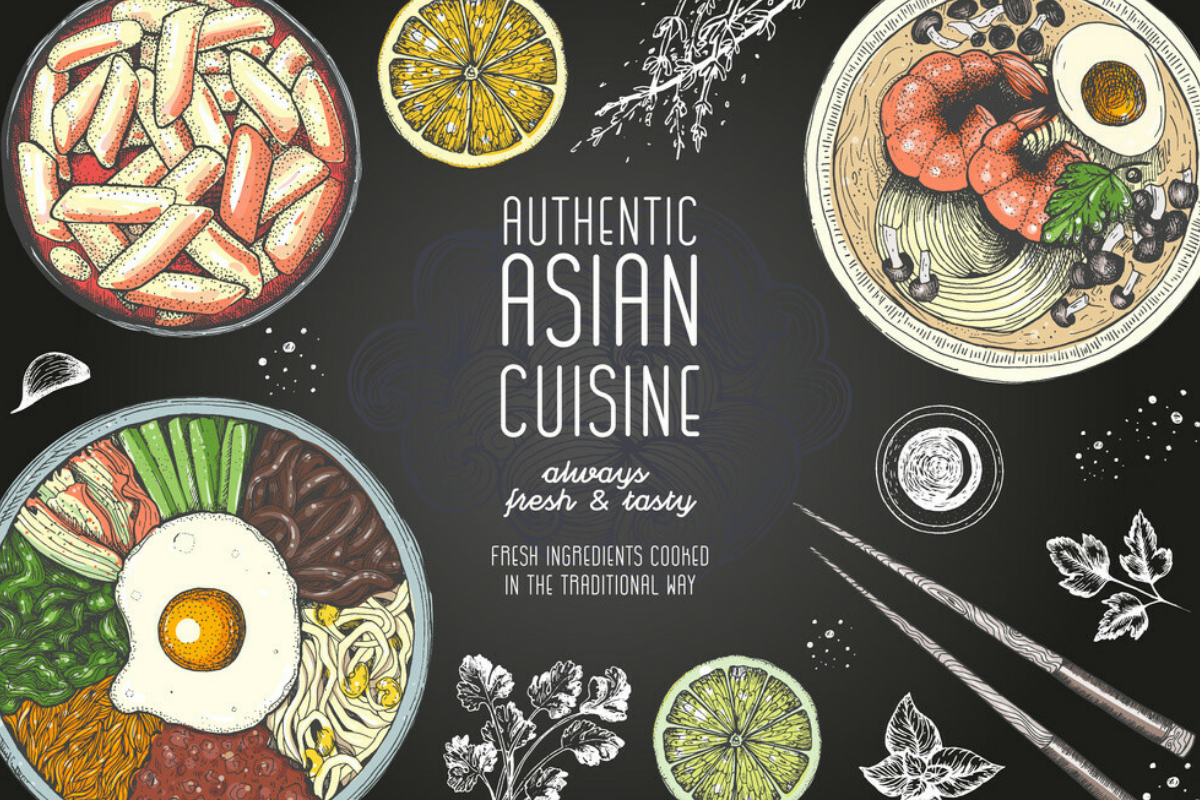 AUTHENTIC
ASIAN
CUISINE
always
fresh & tasty
FRESH INGREDIENTS COOKED
IN THE TRADITIONAL WAY